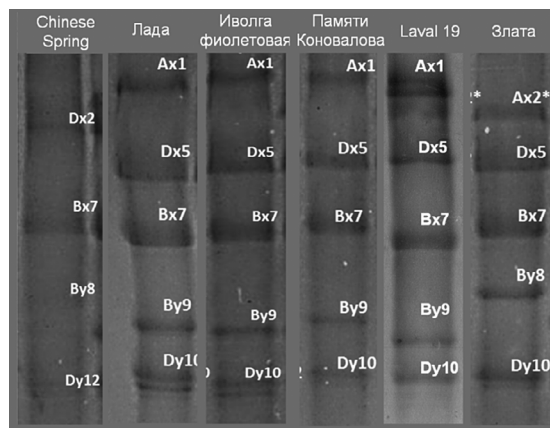 Chinese
Spring
Лада
Иволга
фиолетовая
Памяти
Коновалова
Laval 19
Злата
Dx2
Bx7
By8
Dy12
Ax1
Dx5
Bx7
By9
Dy10
Ax1
Dx5
Bx7
By9
Dy10
Ax1
Dx5
Bx7
By9
Dy10
Ax1
Dx5
Bx7
By9
Dy10
Ax2*
Dx5
Bx7
By8
Dy10